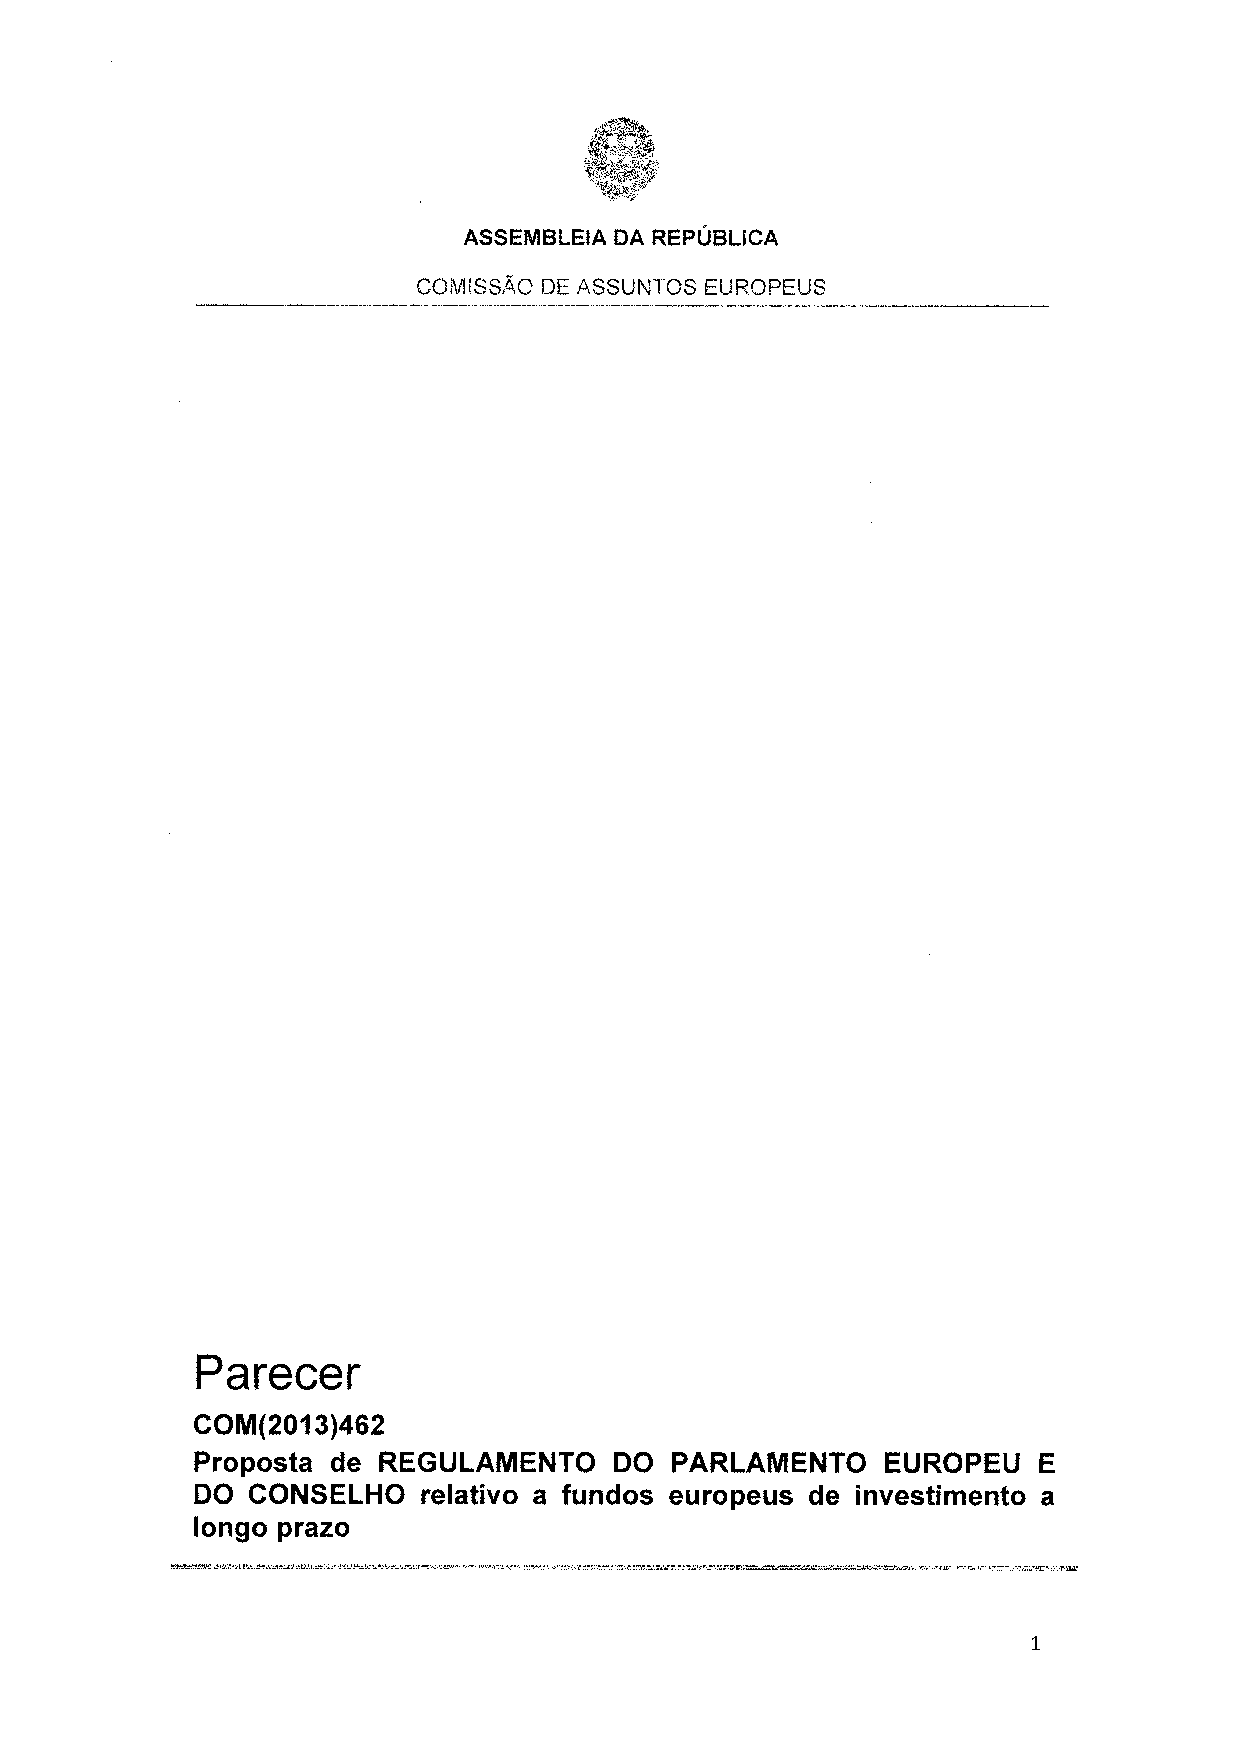 ASSEMBLEIA DA REPÚBLICA
COMISSÃO DE ASSUNTOS EUROPEUS
Parecer
COM(2013)462
Proposta de REGULAMENTO DO PARLAMENTO EUROPEU E
DO CONSELHO relativo a fundos europeus de investimento a
longo prazo
1